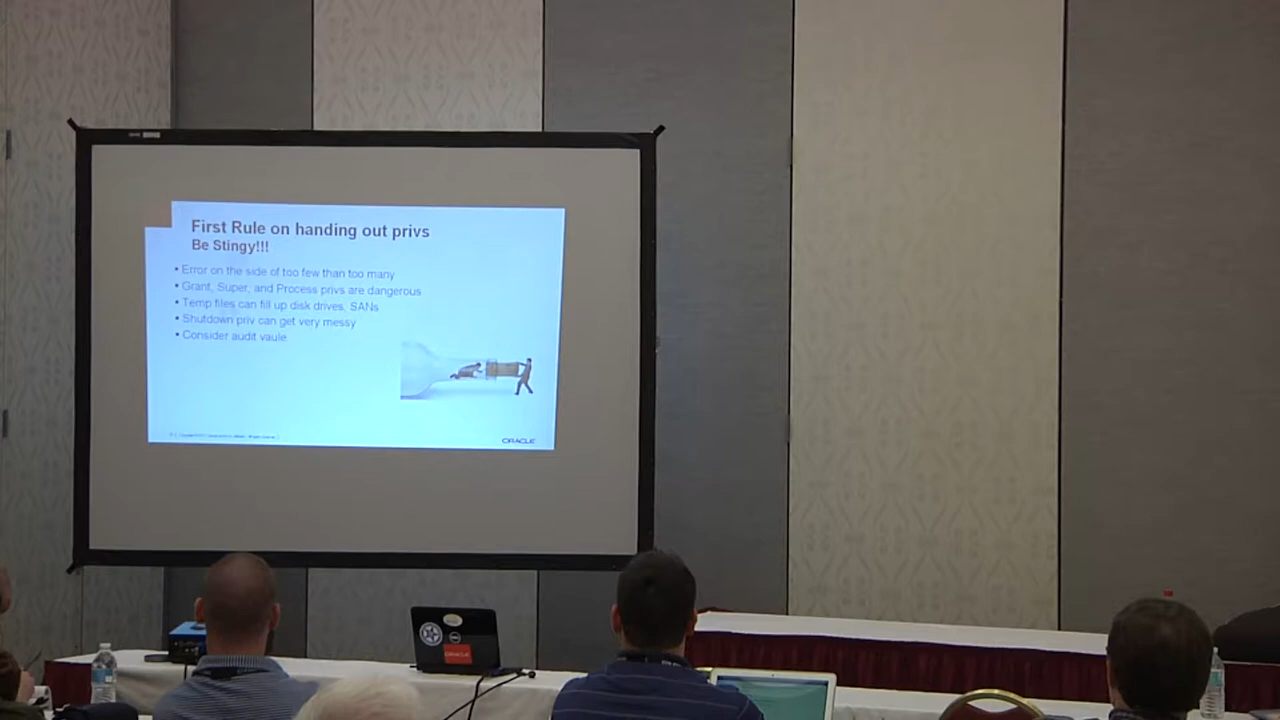 First Rule on handing out privs
Be Stingy!!!
▪ Error on the side of too few than too many
▪ Grant, Super, and Process privs are dangerous
▪ Temp files can fill up disk drives, SANs
▪ Shutdown priv can get very messy
▪ Consider audit vaule
ORACLE
ORACLE